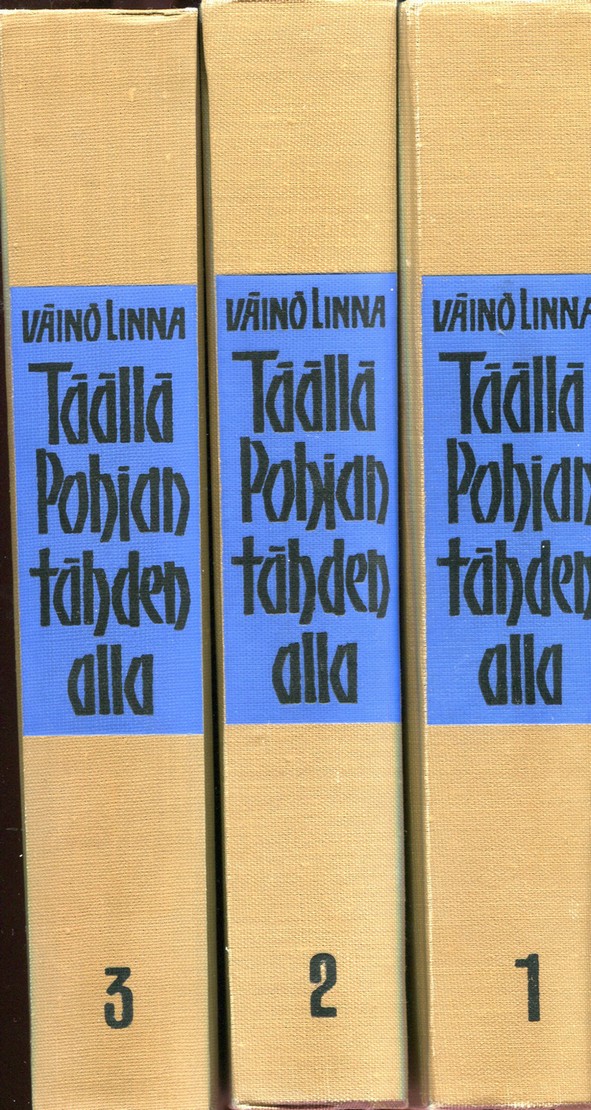 VÄINÖ LINNA
Täällä
Pohjan
tähden
alla
3
VÄINÖ LINNA
Täällä
Pohjan
tähden
alla
2
VÄINÖ LINNA
Täällä
Pohjan
tähden
alla
1